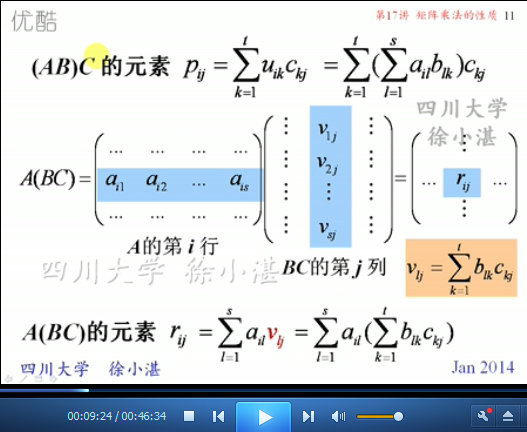 优酷
第17讲 矩阵乘法的性质 11
(AB)C 的元素 p_{ij} = \sum_{k=1}^{t} u_{ik}c_{kj} = \sum_{k=1}^{t} (\sum_{l=1}^{s} a_{il}b_{lk})c_{kj}
四川大学
徐小湛
A(BC) = \begin{pmatrix} \cdots & \cdots & \cdots & \cdots \\ a_{i1} & a_{i2} & \cdots & a_{is} \\ \cdots & \cdots & \cdots & \cdots \end{pmatrix} \begin{pmatrix} \vdots & v_{1j} & \vdots \\ \vdots & v_{2j} & \vdots \\ \vdots & \vdots & \vdots \\ \vdots & v_{sj} & \vdots \end{pmatrix} = \begin{pmatrix} & \vdots & \\ \cdots & r_{ij} & \cdots \\ & \vdots & \end{pmatrix}
A的第 i 行
BC的第 j 列
v_{lj} = \sum_{k=1}^{t} b_{lk}c_{kj}
四川大学 徐小湛
A(BC)的元素 r_{ij} = \sum_{l=1}^{s} a_{il}v_{lj} = \sum_{l=1}^{s} a_{il}(\sum_{k=1}^{t} b_{lk}c_{kj})
四川大学 徐小湛 Jan 2014
00:09:24 / 00:46:34